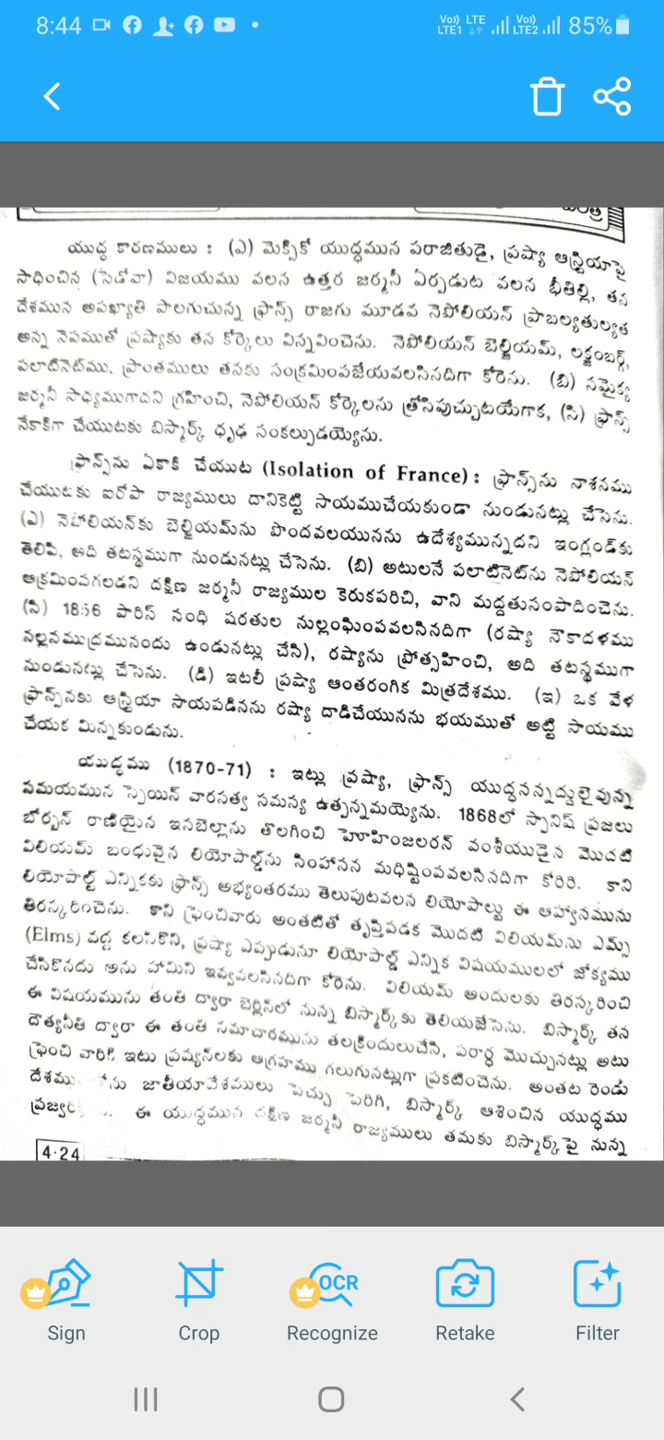 8:44
Vo)) LTE Vo))
LTE1 LTE2 85%
చరిత్ర
యుద్ధ కారణములు : (ఎ) మెక్సికో యుద్ధమున పరాజితుడై, ప్రష్యా ఆస్ట్రియాపై
సాధించిన (సెడోవా) విజయము వలన ఉత్తర జర్మనీ ఏర్పడుట వలన భీతిల్లి, తన
దేశమున అపఖ్యాతి పాలగుచున్న ఫ్రాన్స్ రాజగు మూడవ నెపోలియన్ ప్రాబల్యతుల్యత
అన్న నెపముతో ప్రష్యాకు తన కోర్కెలు విన్నవించెను. నెపోలియన్ బెల్జియమ్, లక్జంబర్గ్,
పలాటినెట్‌ము, ప్రాంతములు తనకు సంక్రమింపజేయవలసినదిగా కోరెను. (బి) సమైక్య
జర్మనీ సాధ్యముగాదని గ్రహించి, నెపోలియన్ కోర్కెలను త్రోసిపుచ్చుటయేగాక, (సి) ఫ్రాన్స్
నేకాకిగా చేయుటకు బిస్మార్క్ ధృఢ సంకల్పుడయ్యెను.
ఫ్రాన్స్‌ను ఏకాకి చేయుట (Isolation of France) : ఫ్రాన్స్‌ను నాశనము
చేయుటకు ఐరోపా రాజ్యములు దానికెట్టి సాయముచేయకుండా నుండునట్లు చేసెను.
(ఎ) నెపోలియన్‌కు బెల్జియమ్‌ను పొందవలయునను ఉదేశ్యమున్నదని ఇంగ్లండ్‌కు
తెలిపి, అది తటస్థముగా నుండునట్లు చేసెను. (బి) అటులనే పలాటినెట్‌ను నెపోలియన్
ఆక్రమింపగలడని దక్షిణ జర్మనీ రాజ్యముల కెరుకపరిచి, వాని మద్దతుసంపాదించెను.
(సి) 1856 పారిస్ సంధి షరతుల నుల్లంఘింపవలసినదిగా (రష్యా నౌకాదళము
నల్లనముద్రమునందు ఉండునట్లు చేసి), రష్యాను ప్రోత్సహించి, అది తటస్థముగా
నుండునట్లు చేసెను. (డి) ఇటలీ ప్రష్యా ఆంతరంగిక మిత్రదేశము. (ఇ) ఒక వేళ
ఫ్రాన్స్‌నకు ఆస్ట్రియా సాయపడినను రష్యా దాడిచేయునను భయముతో అట్టి సాయము
చేయక మిన్నకుండును.
యుద్ధము (1870-71) : ఇట్లు ప్రష్యా, ఫ్రాన్స్ యుద్ధసన్నద్ధులైవున్న
సమయమున స్పెయిన్ వారసత్వ సమస్య ఉత్పన్నమయ్యెను. 1868లో స్పానిష్ ప్రజలు
బోర్బన్ రాణియైన ఇసబెల్లాను తొలగించి హోహింజలరన్ వంశీయుడైన మొదటి
విలియమ్ బంధువైన లియోపాల్డ్‌ను సింహాసన మధిష్టింపవలసినదిగా కోరిరి. కాని
లియోపాల్డ్ ఎన్నికకు ఫ్రాన్స్ అభ్యంతరము తెలుపుటవలన లియోపాల్డు ఈ ఆహ్వానమును
తిరస్కరించెను. కాని ఫ్రెంచివారు అంతటితో తృప్తిపడక మొదటి విలియమ్‌ను ఎమ్స్
(Elms) వద్ద కలసికొని, ప్రష్యా ఎప్పుడునూ లియోపాల్డ్ ఎన్నిక విషయములలో జోక్యము
చేసికొనదు అను హామిని ఇవ్వవలసినదిగా కోరెను. విలియమ్ అందులకు తిరస్కరించి
ఈ విషయమును తంతి ద్వారా బెర్లిన్‌లో నున్న బిస్మార్క్‌కు తెలియజేసెను. బిస్మార్క్ తన
దౌత్యనీతి ద్వారా ఈ తంతి సమాచారమును తలక్రిందులుచేసి, పరార్థ మొచ్చునట్లు అటు
ఫ్రెంచి వారికి ఇటు ప్రష్యన్‌లకు ఆగ్రహము గలుగునట్లుగా ప్రకటించెను. అంతట రెండు
జాతీయావేశములు పెచ్చు పెరిగి, బిస్మార్క్ ఆశించిన యుద్ధము
ఈ యుద్ధమున దక్షిణ జర్మనీ రాజ్యములు తమకు బిస్మార్క్‌పై నున్న
4.24
Sign Crop OCR Recognize Retake Filter